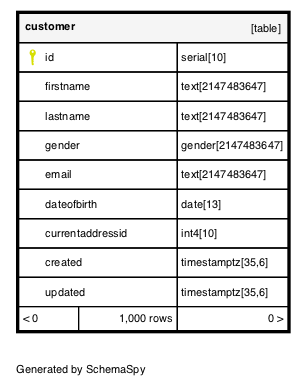 customer [table]
id serial[10]
firstname text[2147483647]
lastname text[2147483647]
gender gender[2147483647]
email text[2147483647]
dateofbirth date[13]
currentaddressid int4[10]
created timestamptz[35,6]
updated timestamptz[35,6]
< 0 1,000 rows 0 >
Generated by SchemaSpy